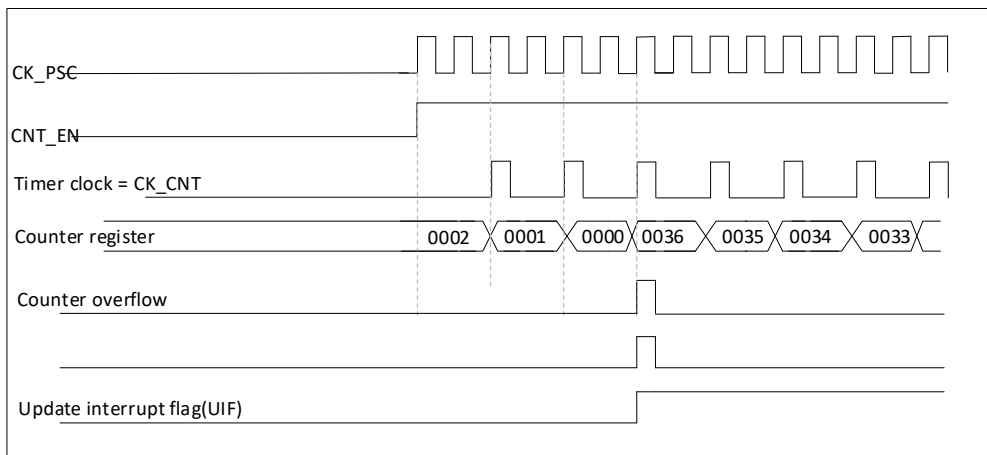 CK_PSC
CNT_EN
Timer clock = CK_CNT
Counter register
0002 0001 0000 0036 0035 0034 0033
Counter overflow
Update interrupt flag(UIF)